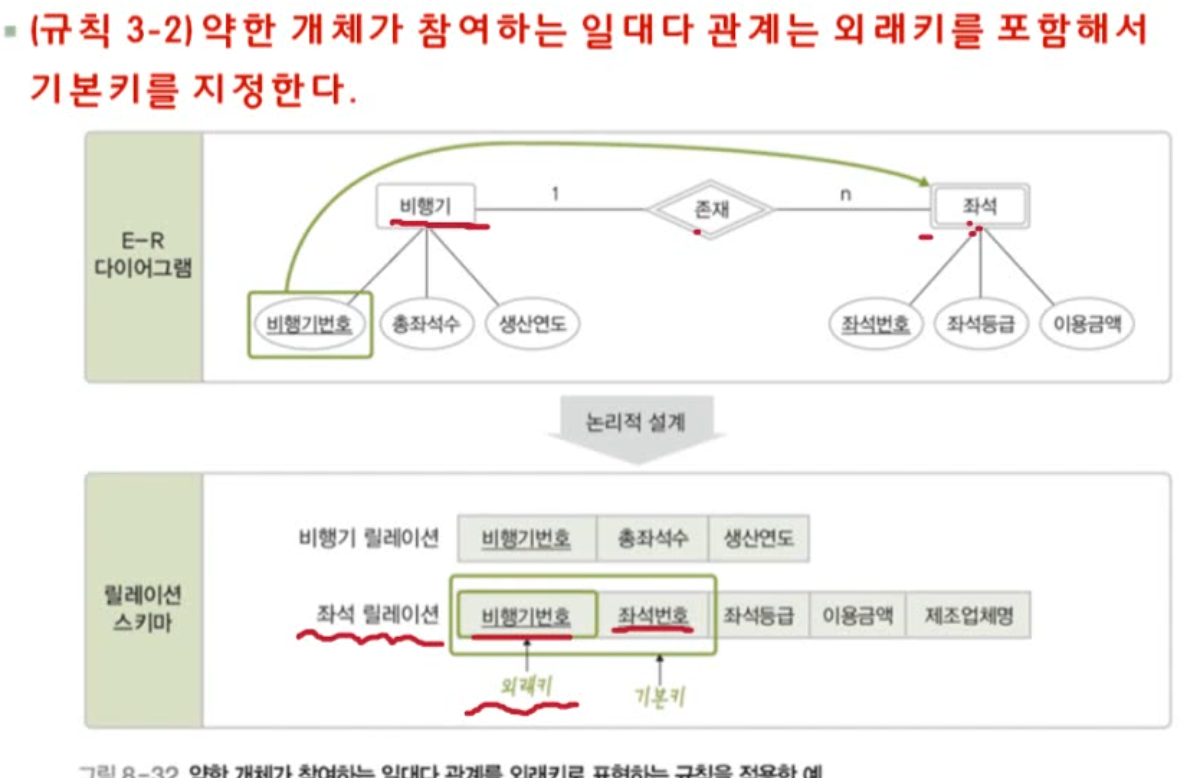 (규칙 3-2) 약한 개체가 참여하는 일대다 관계는 외래키를 포함해서
기본키를 지정한다.
E-R
다이어그램
비행기
1
존재
n
좌석
비행기번호
총좌석수
생산연도
좌석번호
좌석등급
이용금액
논리적 설계
릴레이션
스키마
비행기 릴레이션 비행기번호 총좌석수 생산연도
좌석 릴레이션 비행기번호 좌석번호 좌석등급 이용금액 제조업체명
외래키 기본키
그림 8-32 약한 개체가 참여하는 일대다 관계를 외래키로 표현하는 규칙을 적용한 예